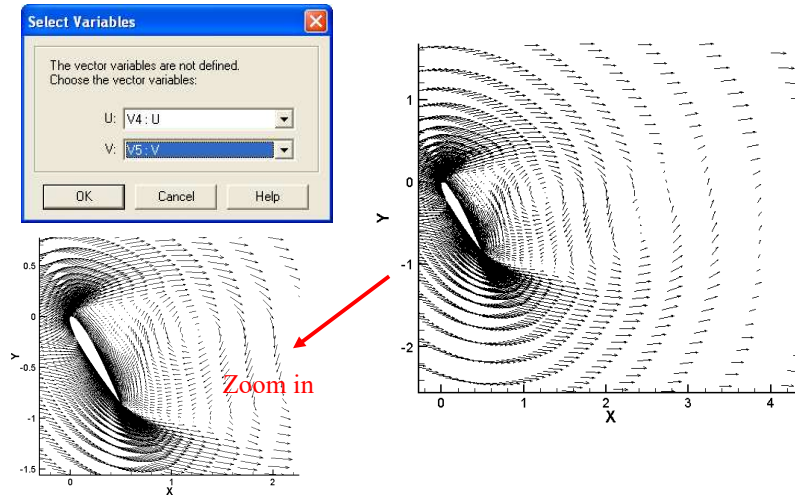 Select Variables
The vector variables are not defined.
Choose the vector variables:
U: V4 : U
V: V5 : V
OK Cancel Help
1
0
-1
-2
Y
0 1 2 3 4
X
0.5
0
-0.5
-1
-1.5
Y
0 1 2
X
Zoom in